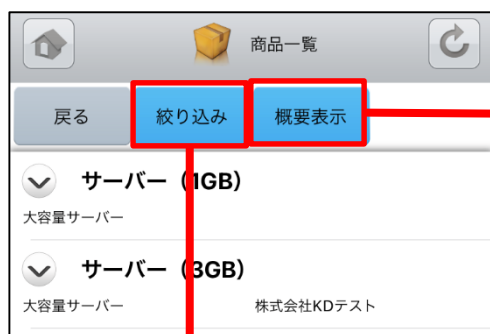 商品一覧
戻る 絞り込み 概要表示
サーバー (1GB)
大容量サーバー
サーバー (3GB)
大容量サーバー 株式会社KDテスト